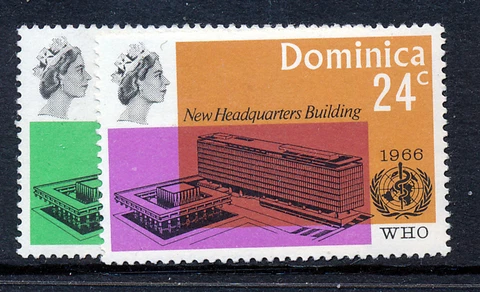 Dominica
24c
New Headquarters Building
1966
WHO